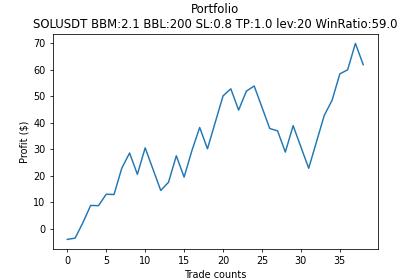 Portfolio
SOLUSDT BBM:2.1 BBL:200 SL:0.8 TP:1.0 lev:20 WinRatio:59.0
Profit ($)
70
60
50
40
30
20
10
0
0 5 10 15 20 25 30 35
Trade counts